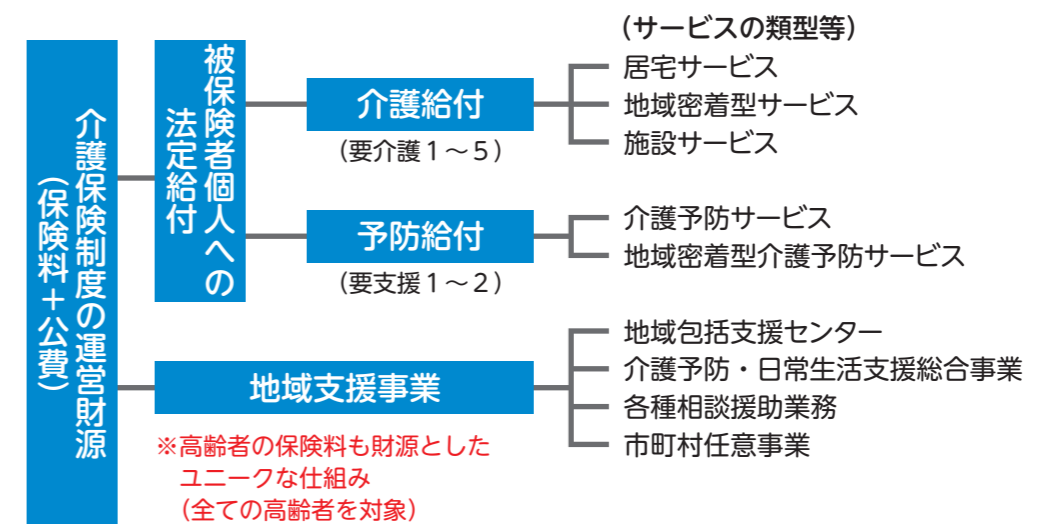 介護保険制度の運営財源
（保険料＋公費）
被保険者個人への
法定給付
介護給付
（要介護１～５）
（サービスの類型等）
居宅サービス
地域密着型サービス
施設サービス
予防給付
（要支援１～２）
介護予防サービス
地域密着型介護予防サービス
地域支援事業
※高齢者の保険料も財源とした
ユニークな仕組み
（全ての高齢者を対象）
地域包括支援センター
介護予防・日常生活支援総合事業
各種相談援助業務
市町村任意事業